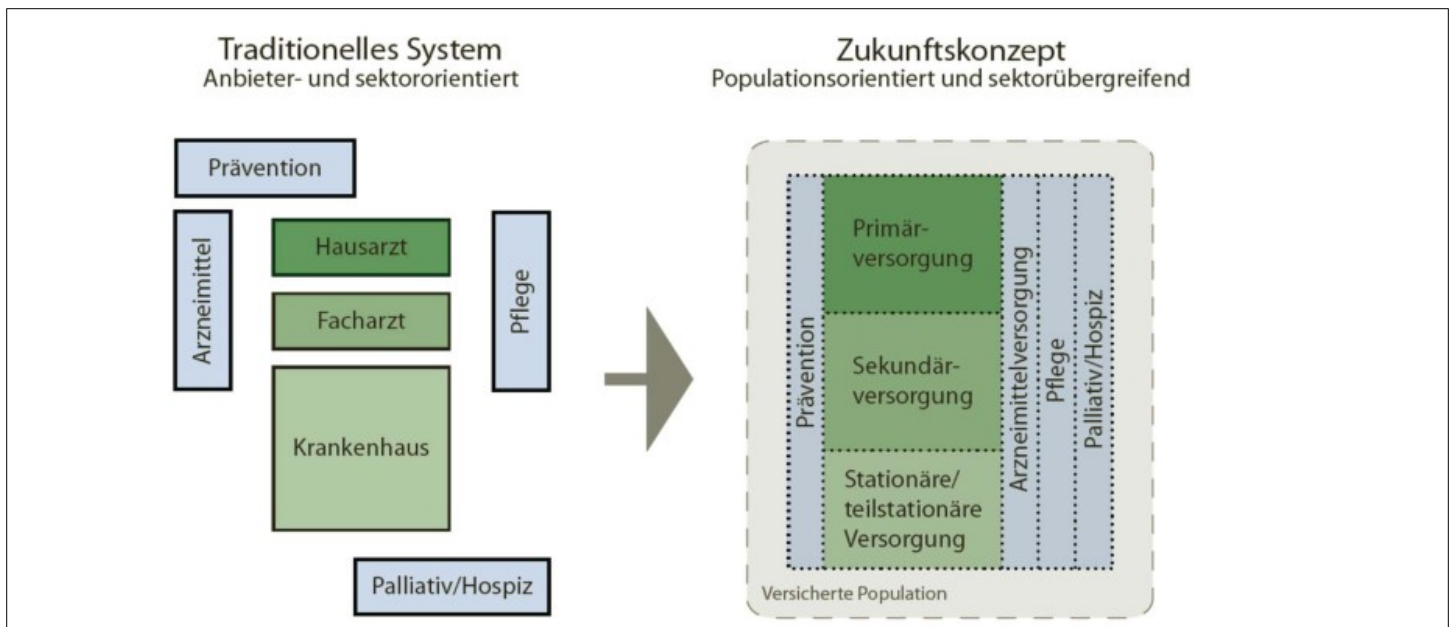 Traditionelles System
Anbieter- und sektororientiert
Prävention
Arzneimittel
Hausarzt
Facharzt
Krankenhaus
Pflege
Palliativ/Hospiz
Zukunftskonzept
Populationsorientiert und sektorübergreifend
Prävention
Primär-
versorgung
Sekundär-
versorgung
Stationäre/
teilstationäre
Versorgung
Arzneimittelversorgung
Pflege
Palliativ/Hospiz
Versicherte Population